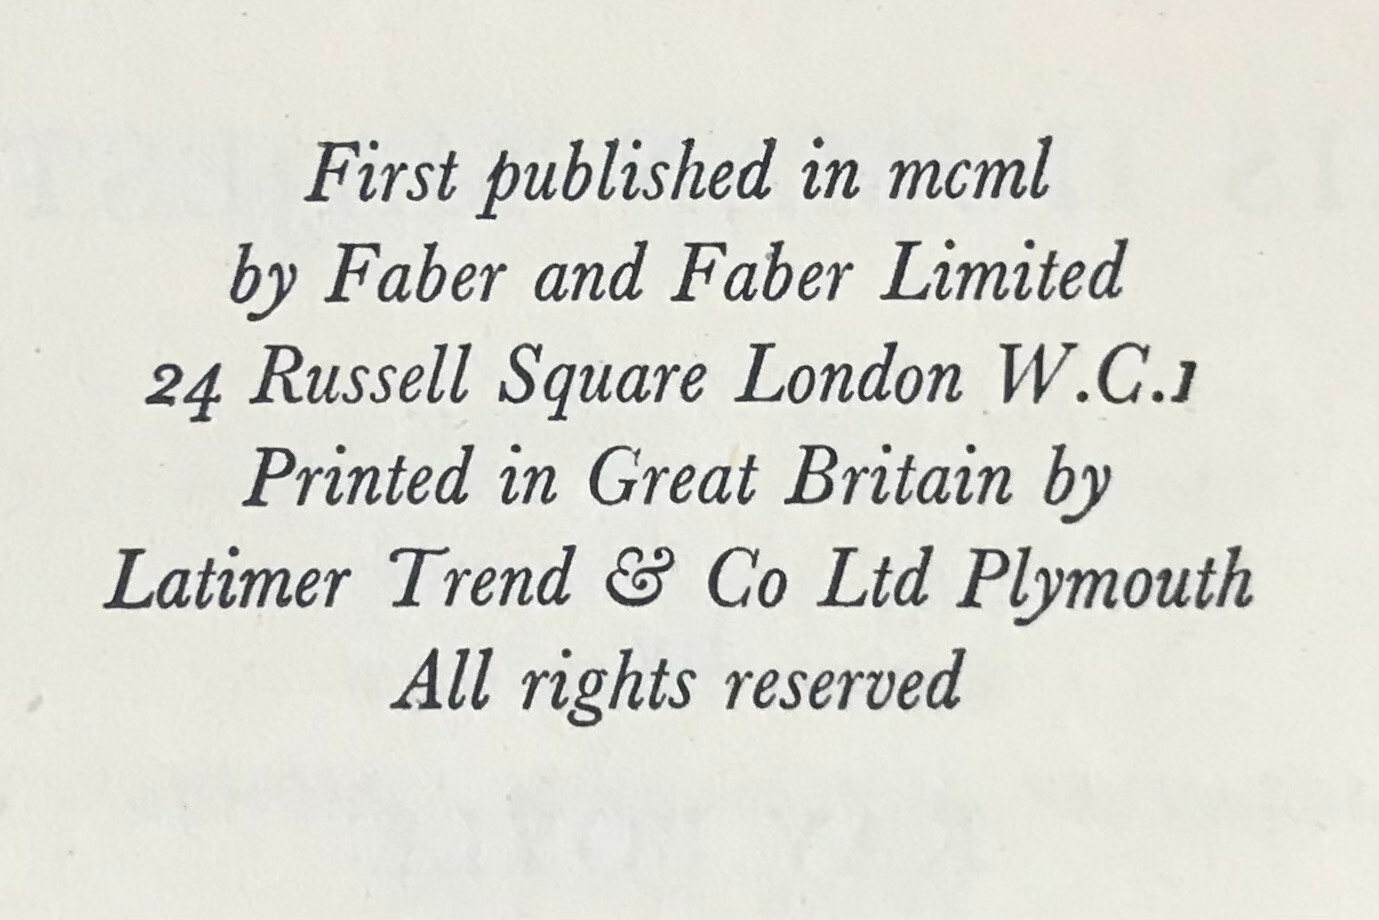 First published in mcml
by Faber and Faber Limited
24 Russell Square London W.C.1
Printed in Great Britain by
Latimer Trend & Co Ltd Plymouth
All rights reserved